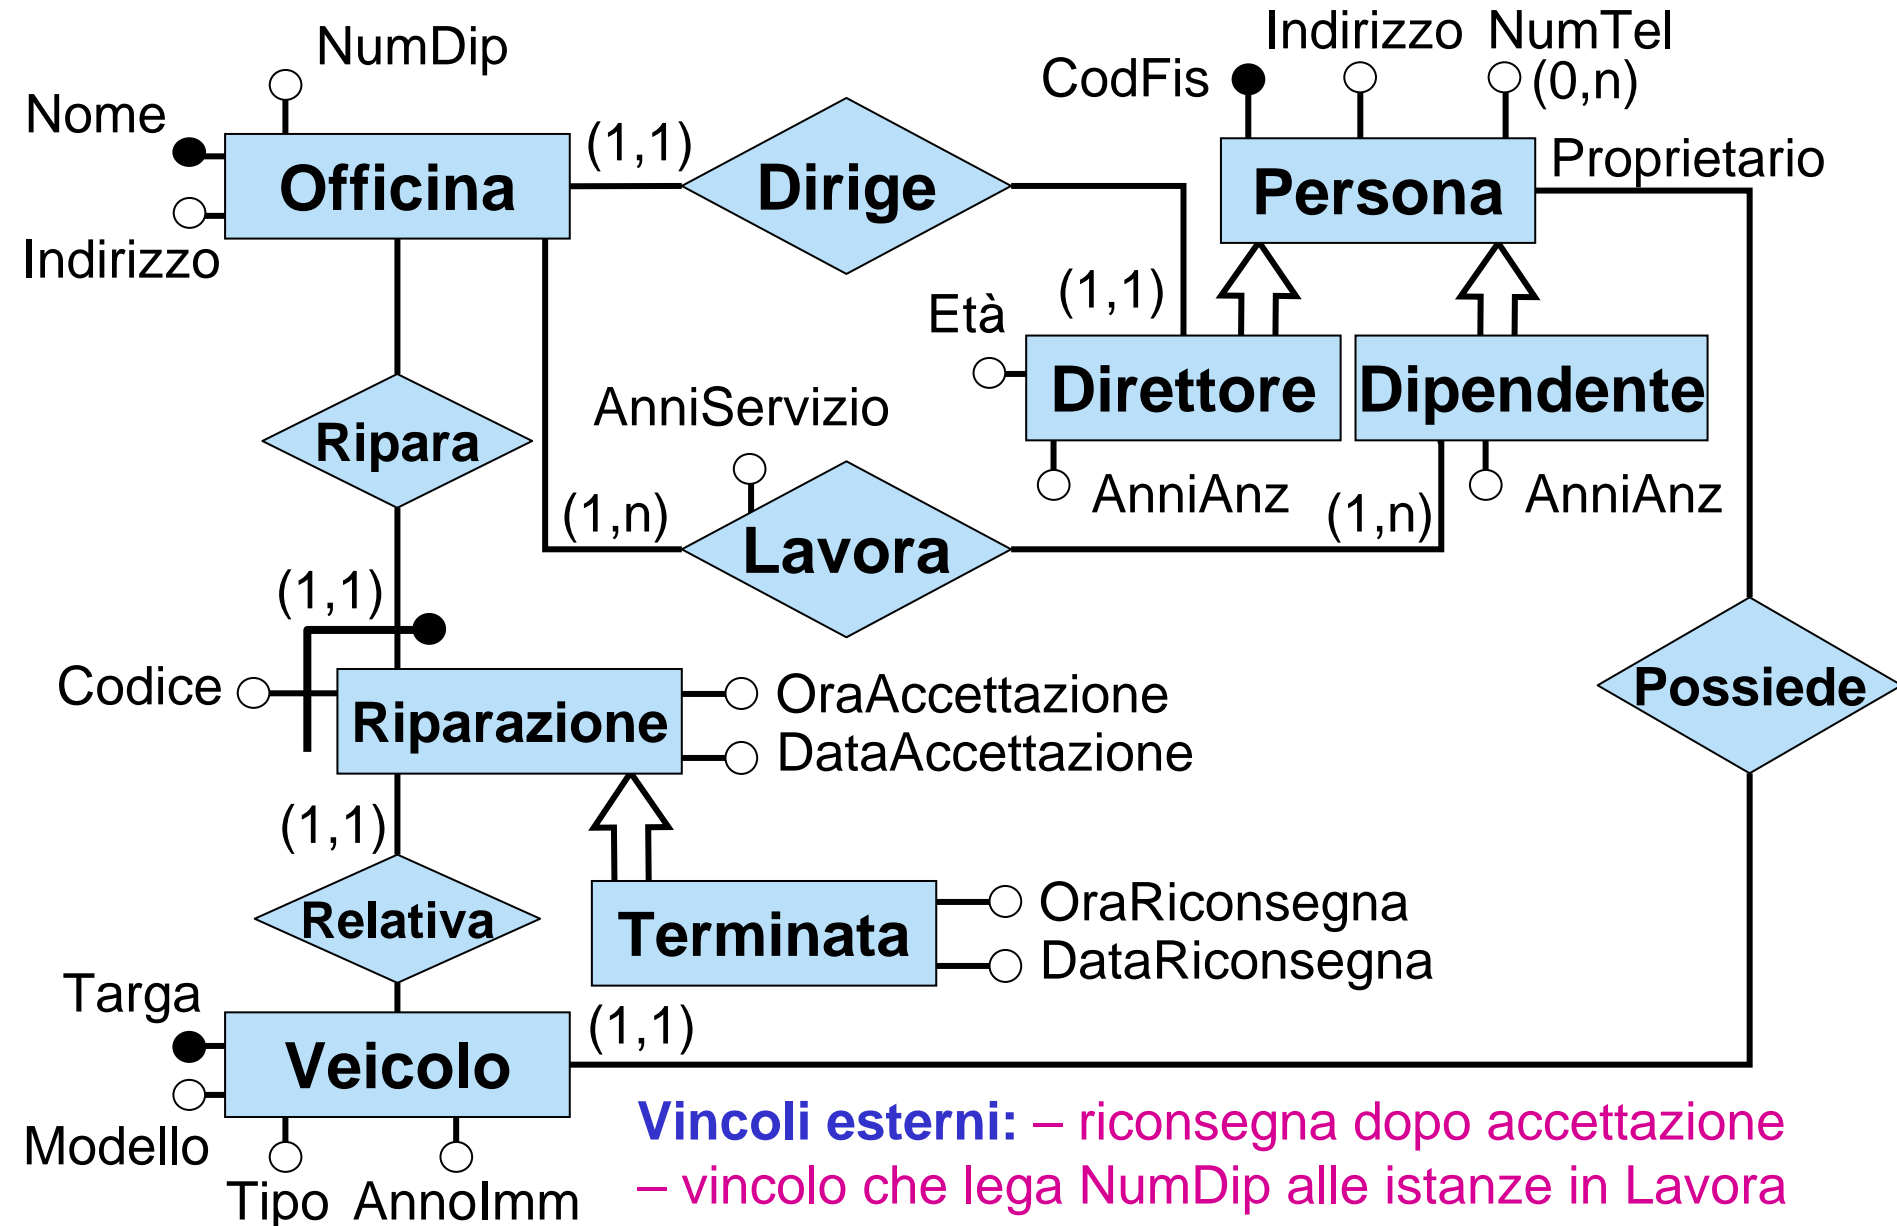 NumDip
Indirizzo NumTel
CodFis
(0,n)
Nome
(1,1)
Proprietario
Officina
Dirige
Persona
Indirizzo
(1,1)
Età
Direttore
Dipendente
AnniServizio
Ripara
AnniAnz
AnniAnz
(1,n)
(1,n)
Lavora
(1,1)
Codice
OraAccettazione
Possiede
Riparazione
DataAccettazione
(1,1)
OraRiconsegna
Relativa
Terminata
DataRiconsegna
Targa
(1,1)
Veicolo
Modello
Vincoli esterni: – riconsegna dopo accettazione
– vincolo che lega NumDip alle istanze in Lavora
Tipo AnnoImm